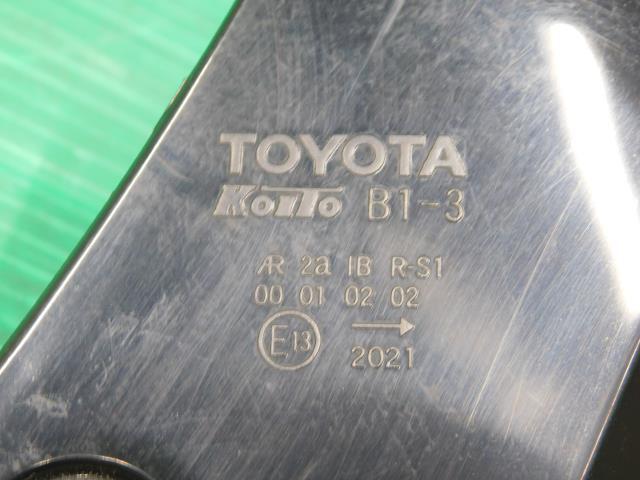 TOYOTA
KOITO B1-3
AR 2a IB R-S1
00 01 02 02
E13 →
2021